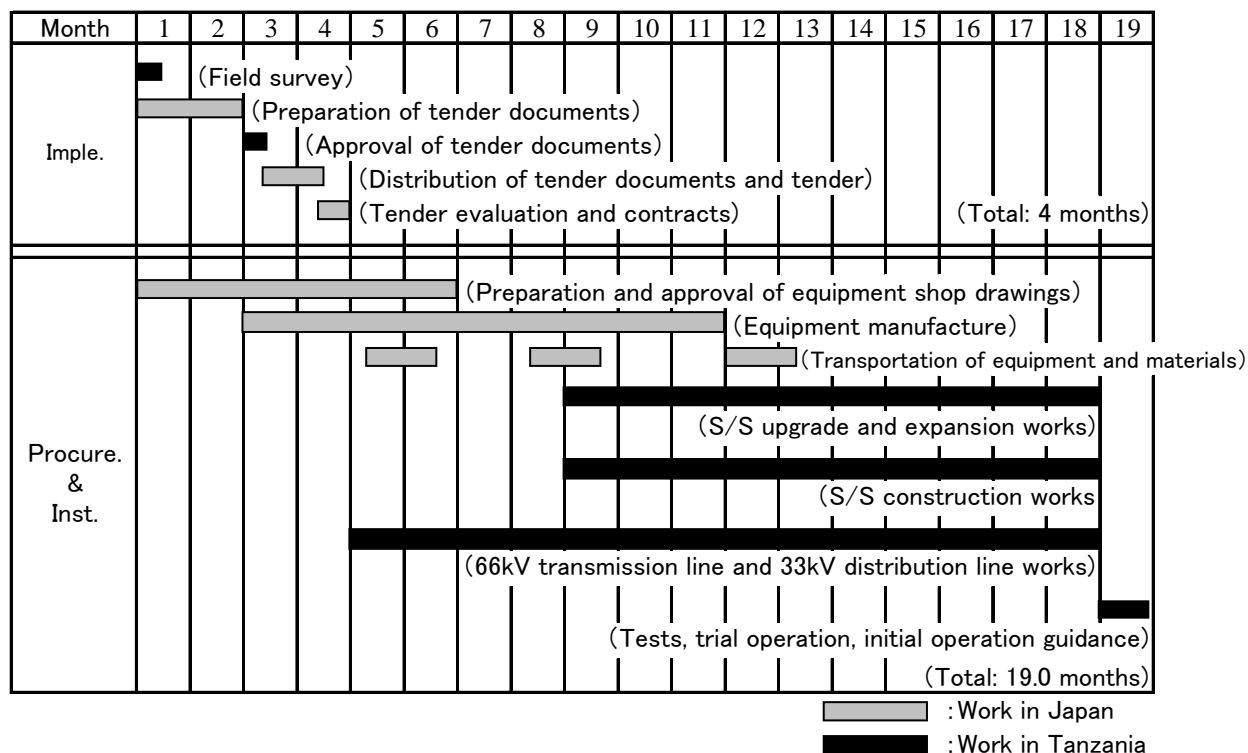 Month 1 2 3 4 5 6 7 8 9 10 11 12 13 14 15 16 17 18 19
Imple.
(Field survey)
(Preparation of tender documents)
(Approval of tender documents)
(Distribution of tender documents and tender)
(Tender evaluation and contracts)
(Total: 4 months)
Procure.
&
Inst.
(Preparation and approval of equipment shop drawings)
(Equipment manufacture)
(Transportation of equipment and materials)
(S/S upgrade and expansion works)
(S/S construction works
(66kV transmission line and 33kV distribution line works)
(Tests, trial operation, initial operation guidance)
(Total: 19.0 months)
:Work in Japan
:Work in Tanzania